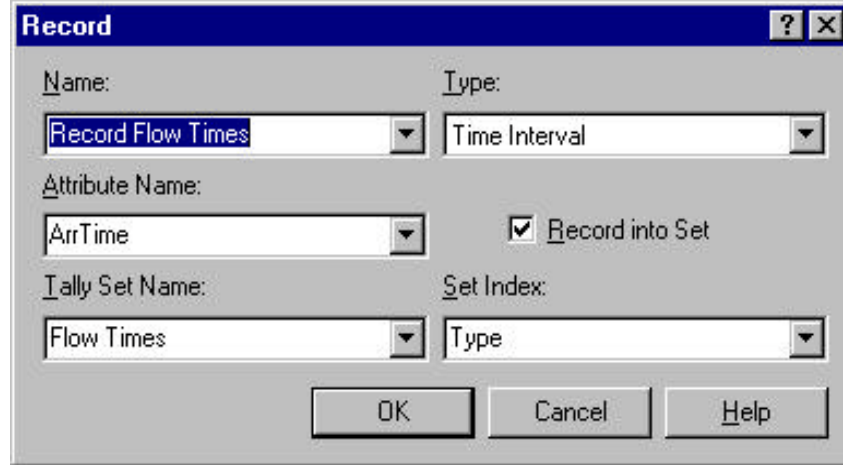 Record
Name: Type:
Record Flow Times Time Interval
Attribute Name:
ArrTime Record into Set
Tally Set Name: Set Index:
Flow Times Type
OK Cancel Help